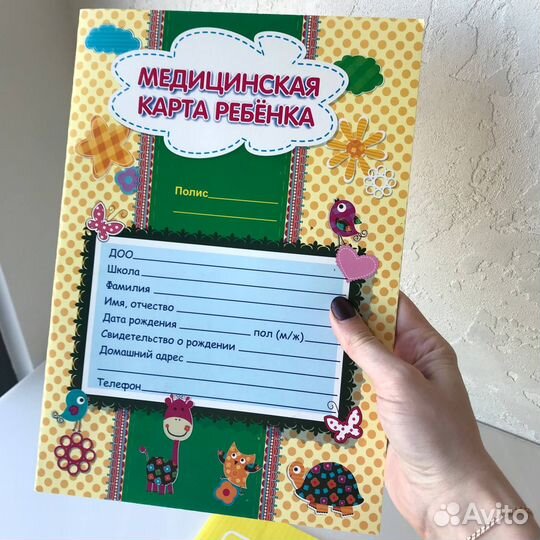 МЕДИЦИНСКАЯ
КАРТА РЕБЁНКА
Полис
ДОО
Школа
Фамилия
Имя, отчество
Дата рождения пол (м/ж)
Свидетельство о рождении
Домашний адрес
Телефон
Avito